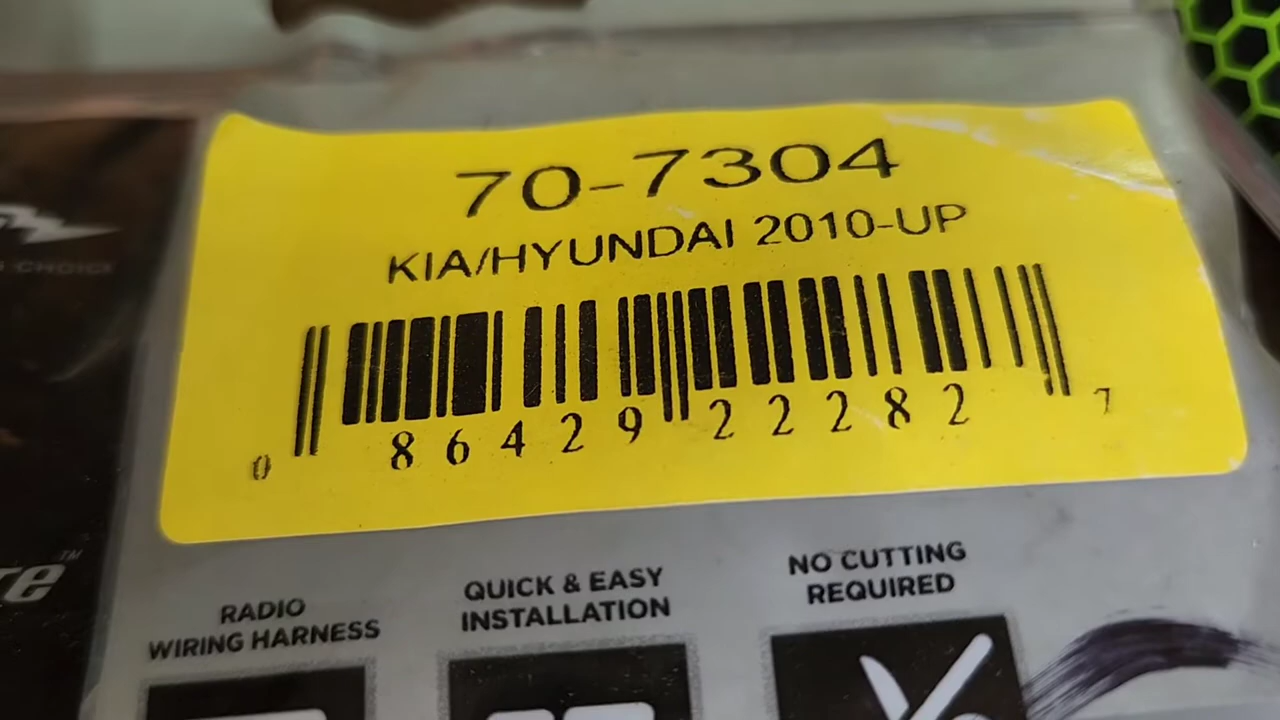 70-7304
KIA/HYUNDAI 2010-UP
0 86429 22282 7
CHOICE
re™
RADIO
WIRING HARNESS
QUICK & EASY
INSTALLATION
NO CUTTING
REQUIRED